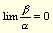 lim β/α = 0